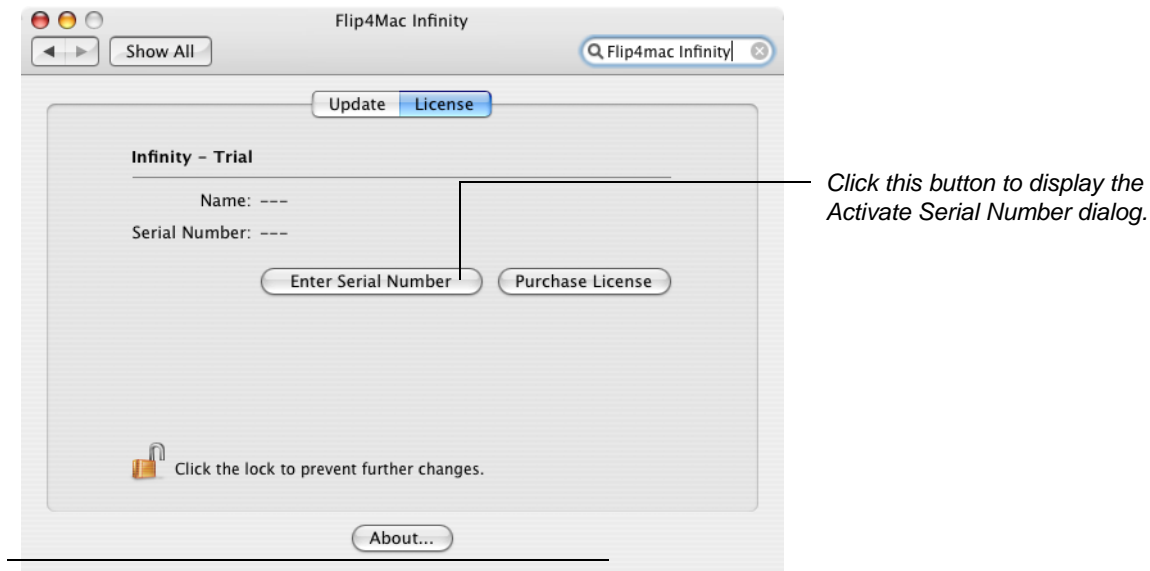 Flip4Mac Infinity
Show All
Flip4mac Infinity
Update License
Infinity – Trial
Name: ---
Serial Number: ---
Click this button to display the
Activate Serial Number dialog.
Enter Serial Number Purchase License
Click the lock to prevent further changes.
About...